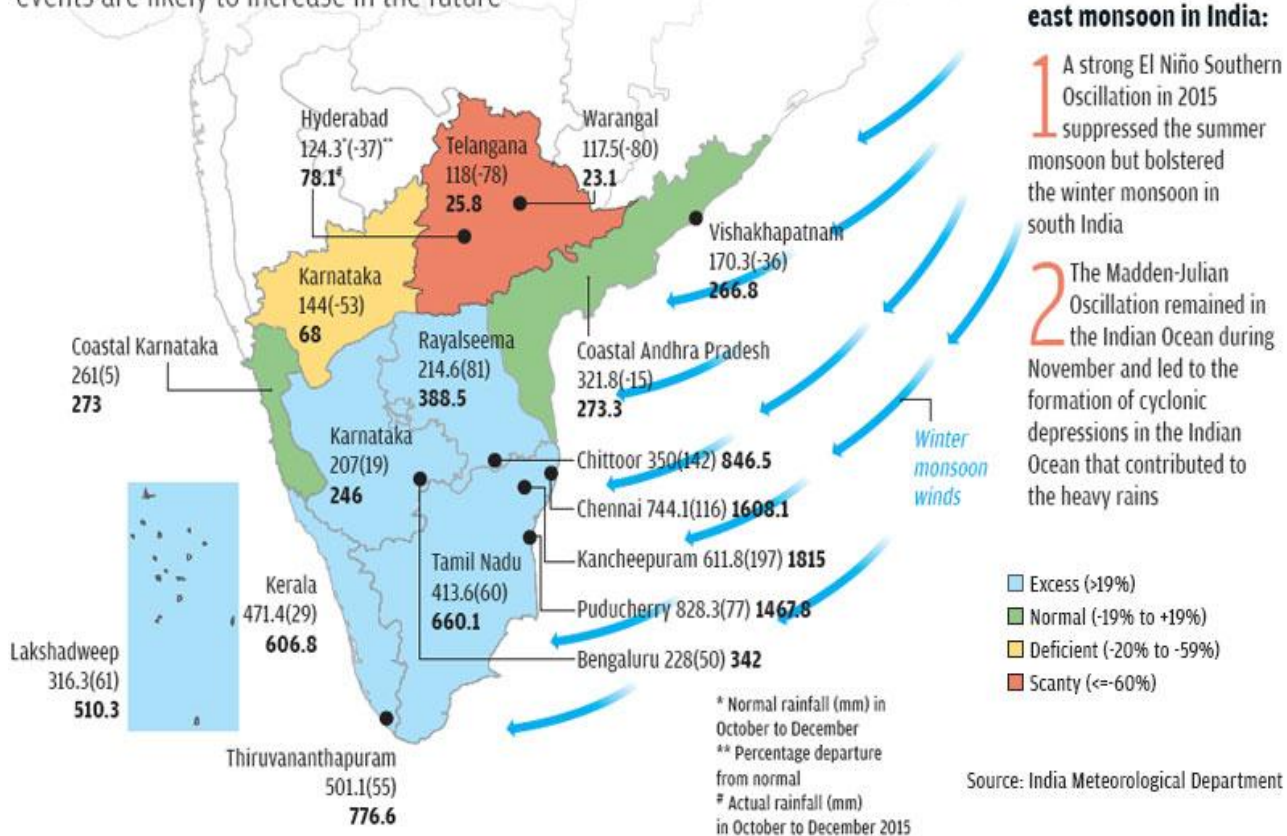 events are likely to increase in the future
east monsoon in India:
1 A strong El Niño Southern
Oscillation in 2015
suppressed the summer
monsoon but bolstered
the winter monsoon in
south India
2 The Madden-Julian
Oscillation remained in
the Indian Ocean during
November and led to the
formation of cyclonic
depressions in the Indian
Ocean that contributed to
the heavy rains
Hyderabad
124.3*(-37)**
78.1#
Telangana
118(-78)
25.8
Warangal
117.5(-80)
23.1
Vishakhapatnam
170.3(-36)
266.8
Karnataka
144(-53)
68
Coastal Karnataka
261(5)
273
Rayalseema
214.6(81)
388.5
Coastal Andhra Pradesh
321.8(-15)
273.3
Karnataka
207(19)
246
Chittoor 350(142) 846.5
Chennai 744.1(116) 1608.1
Kancheepuram 611.8(197) 1815
Puducherry 828.3(77) 1467.8
Bengaluru 228(50) 342
Tamil Nadu
413.6(60)
660.1
Kerala
471.4(29)
606.8
Lakshadweep
316.3(61)
510.3
Thiruvananthapuram
501.1(55)
776.6
Winter
monsoon
winds
Excess (>19%)
Normal (-19% to +19%)
Deficient (-20% to -59%)
Scanty (<=-60%)
* Normal rainfall (mm) in
October to December
** Percentage departure
from normal
# Actual rainfall (mm)
in October to December 2015
Source: India Meteorological Department